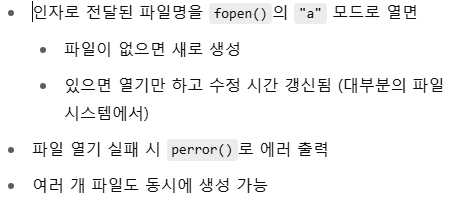 인자로 전달된 파일명을 fopen()의 "a" 모드로 열면
파일이 없으면 새로 생성
있으면 열기만 하고 수정 시간 갱신됨 (대부분의 파일
시스템에서)
파일 열기 실패 시 perror()로 에러 출력
여러 개 파일도 동시에 생성 가능